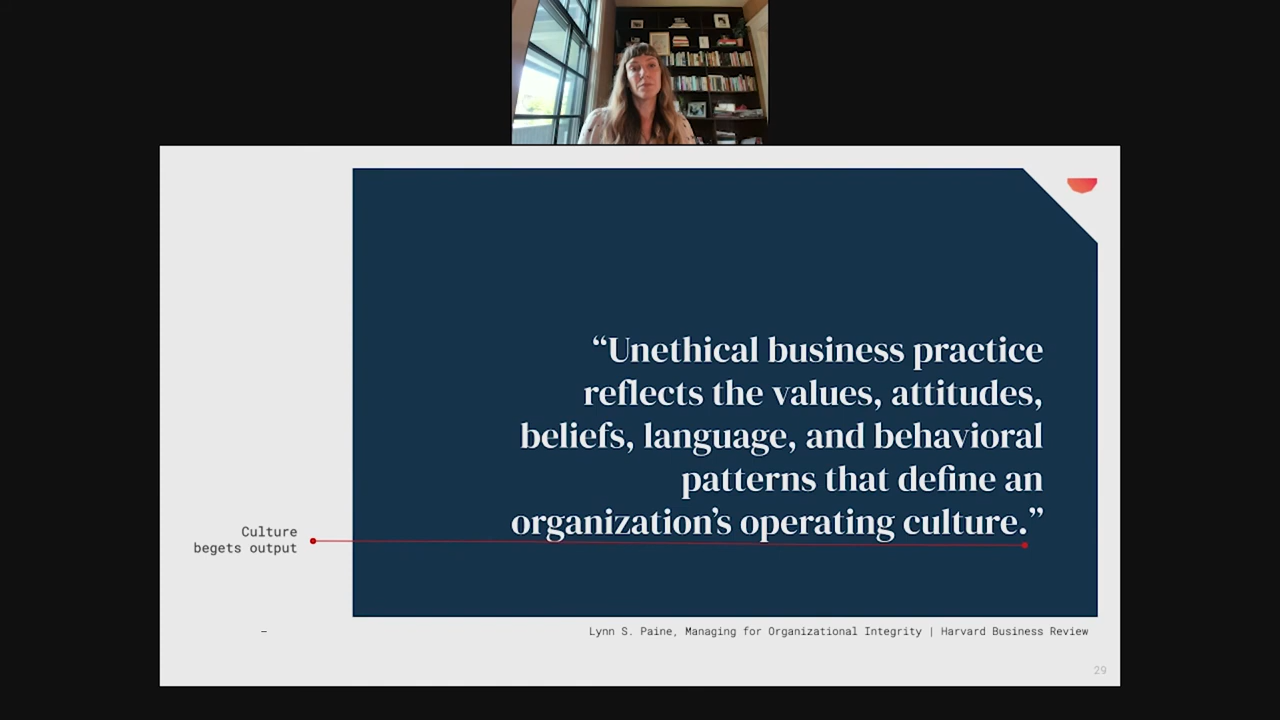 “Unethical business practice
reflects the values, attitudes,
beliefs, language, and behavioral
patterns that define an
organization’s operating culture.”
Culture
begets output
–
Lynn S. Paine, Managing for Organizational Integrity | Harvard Business Review
29